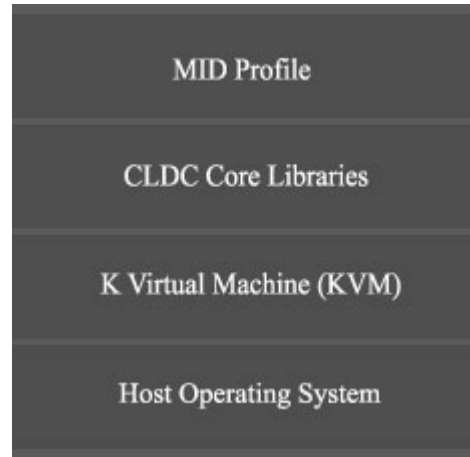 MID Profile
CLDC Core Libraries
K Virtual Machine (KVM)
Host Operating System